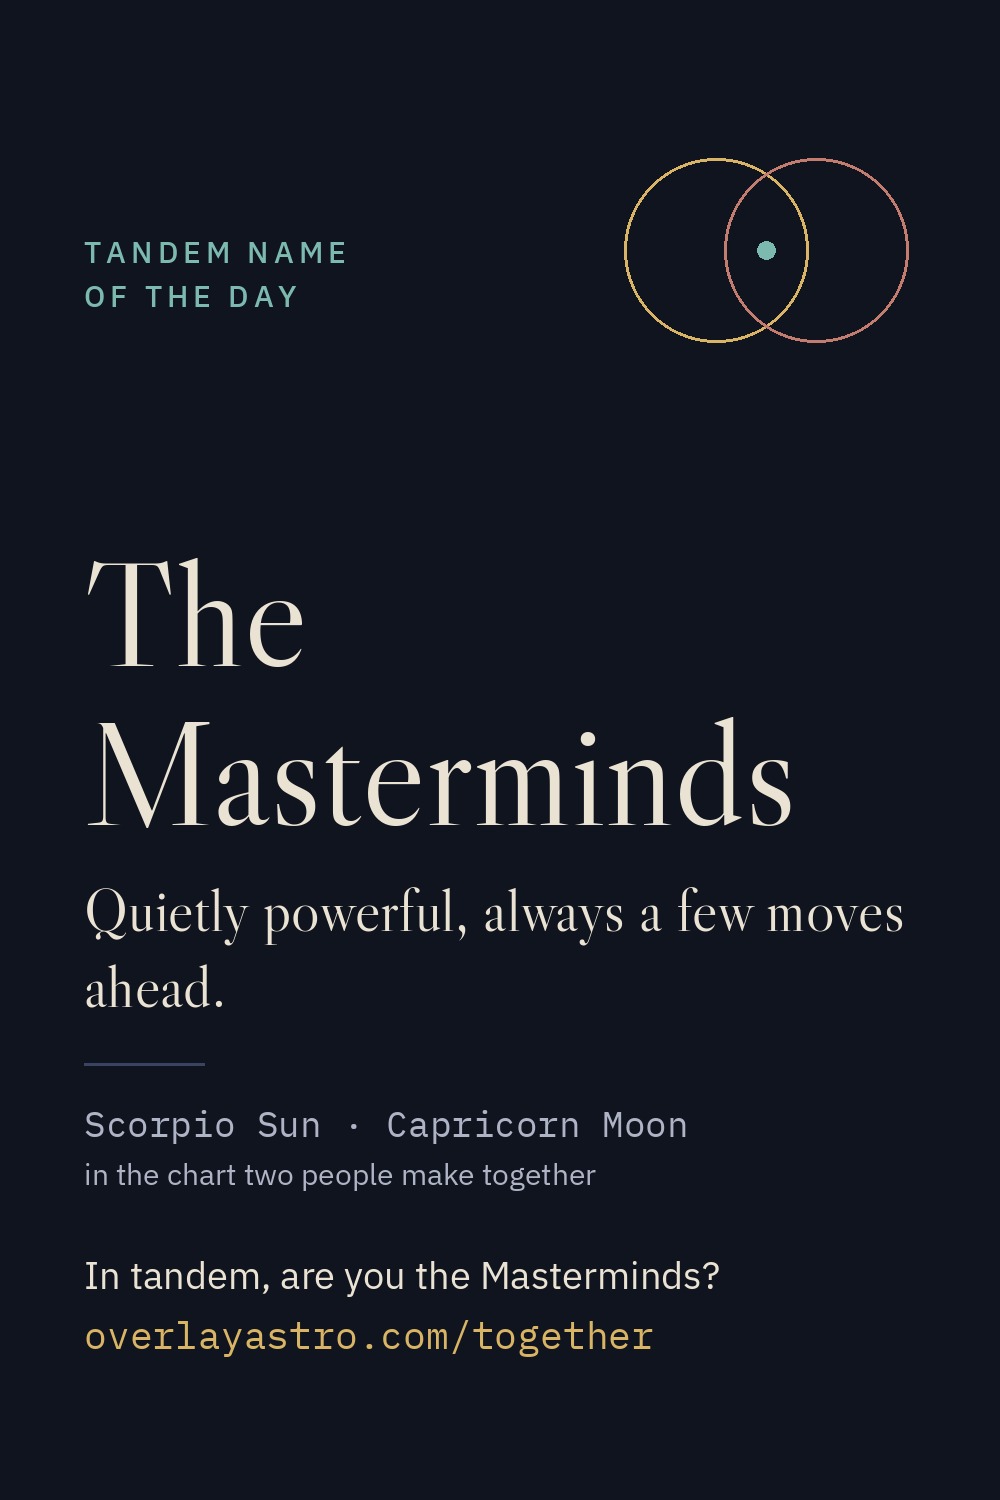 TANDEM NAME
OF THE DAY
The
Masterminds
Quietly powerful, always a few moves
ahead.
Scorpio Sun · Capricorn Moon
in the chart two people make together
In tandem, are you the Masterminds?
overlayastro.com/together